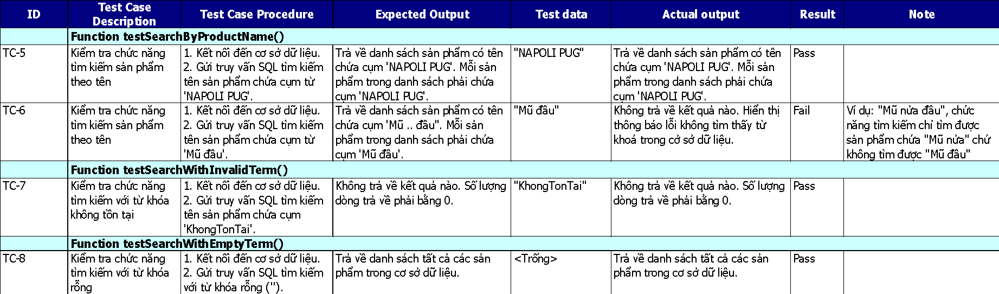 ID
Test Case
Description
Test Case Procedure
Expected Output
Test data
Actual output
Result
Note
Function testSearchByProductName()
TC-5
Kiểm tra chức năng
tìm kiếm sản phẩm
theo tên
1. Kết nối đến cơ sở dữ liệu.
2. Gửi truy vấn SQL tìm kiếm
tên sản phẩm chứa cụm từ
'NAPOLI PUG'.
Trả về danh sách sản phẩm có tên
chứa cụm 'NAPOLI PUG'. Mỗi sản
phẩm trong danh sách phải chứa
cụm 'NAPOLI PUG'.
"NAPOLI PUG"
Trả về danh sách sản phẩm có tên
chứa cụm 'NAPOLI PUG'. Mỗi sản
phẩm trong danh sách phải chứa
cụm 'NAPOLI PUG'.
Pass
TC-6
Kiểm tra chức năng
tìm kiếm sản phẩm
theo tên
1. Kết nối đến cơ sở dữ liệu.
2. Gửi truy vấn SQL tìm kiếm
tên sản phẩm chứa cụm từ
'Mũ đầu'.
Trả về danh sách sản phẩm có tên
chứa cụm 'Mũ .. đầu". Mỗi sản
phẩm trong danh sách phải chứa
cụm 'Mũ đầu'.
"Mũ đầu"
Không trả về kết quả nào. Hiển thị
thông báo lỗi không tìm thấy từ
khoá trong cở sở dữ liệu.
Fail
Ví dụ: "Mũ nửa đầu", chức
năng tìm kiếm chỉ tìm được
sản phẩm chứa "Mũ nửa" chứ
không tìm được "Mũ đầu"
Function testSearchWithInvalidTerm()
TC-7
Kiểm tra chức năng
tìm kiếm với từ khóa
không tồn tại
1. Kết nối đến cơ sở dữ liệu.
2. Gửi truy vấn SQL tìm kiếm
tên sản phẩm chứa cụm
'KhongTonTai'.
Không trả về kết quả nào. Số lượng
dòng trả về phải bằng 0.
"KhongTonTai"
Không trả về kết quả nào. Số lượng
dòng trả về phải bằng 0.
Pass
Function testSearchWithEmptyTerm()
TC-8
Kiểm tra chức năng
tìm kiếm với từ khóa
rỗng
1. Kết nối đến cơ sở dữ liệu.
2. Gửi truy vấn SQL tìm kiếm
với từ khóa rỗng ('').
Trả về danh sách tất cả các sản
phẩm trong cơ sở dữ liệu.
<Trống>
Trả về danh sách tất cả các sản
phẩm trong cơ sở dữ liệu.
Pass